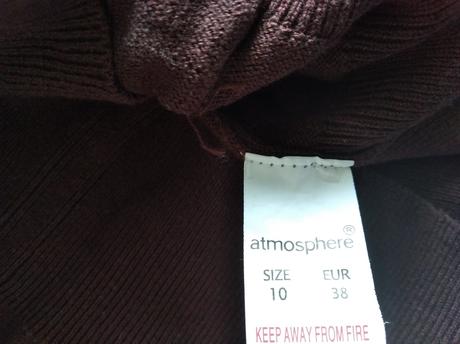 atmosphere®
SIZE EUR
10 38
KEEP AWAY FROM FIRE